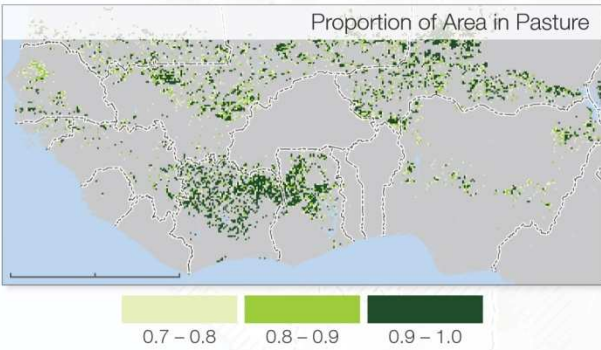 Proportion of Area in Pasture
0.7 – 0.8 0.8 – 0.9 0.9 – 1.0